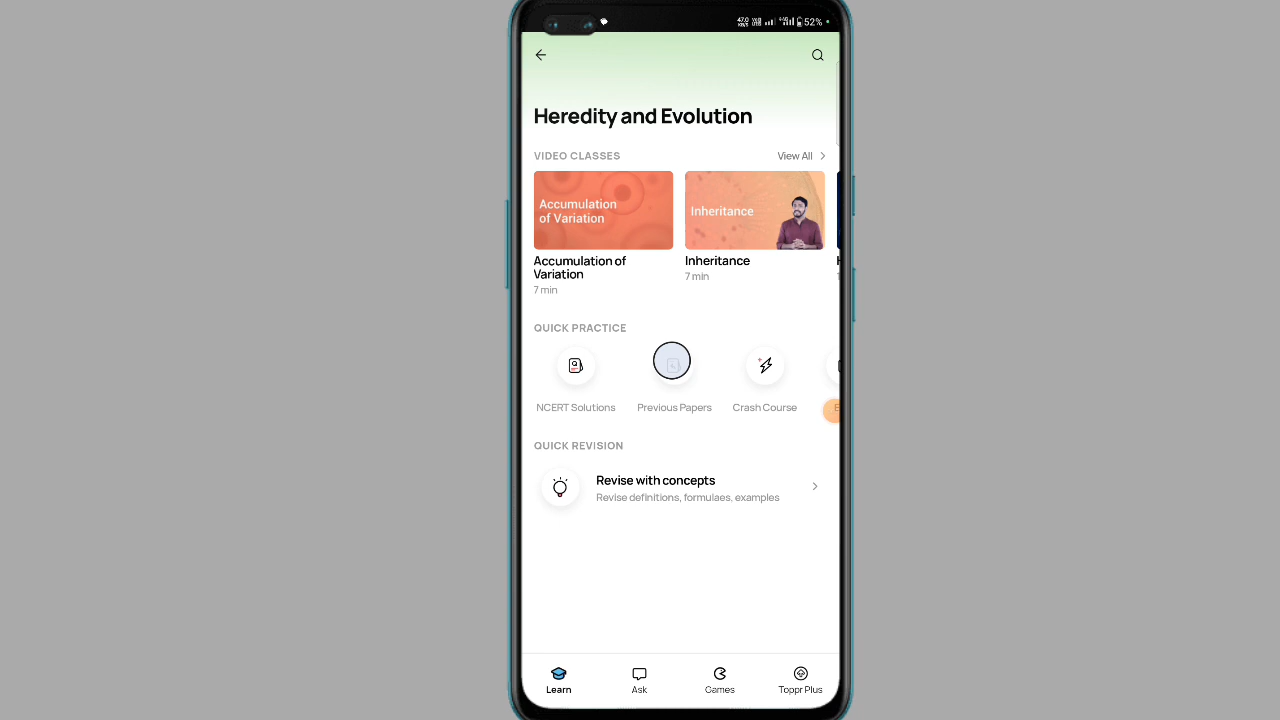 52%
Heredity and Evolution
VIDEO CLASSES
View All
Accumulation
of Variation
Inheritance
Accumulation of
Variation
7 min
Inheritance
7 min
QUICK PRACTICE
NCERT Solutions
Previous Papers
Crash Course
QUICK REVISION
Revise with concepts
Revise definitions, formulaes, examples
Learn
Ask
Games
Toppr Plus